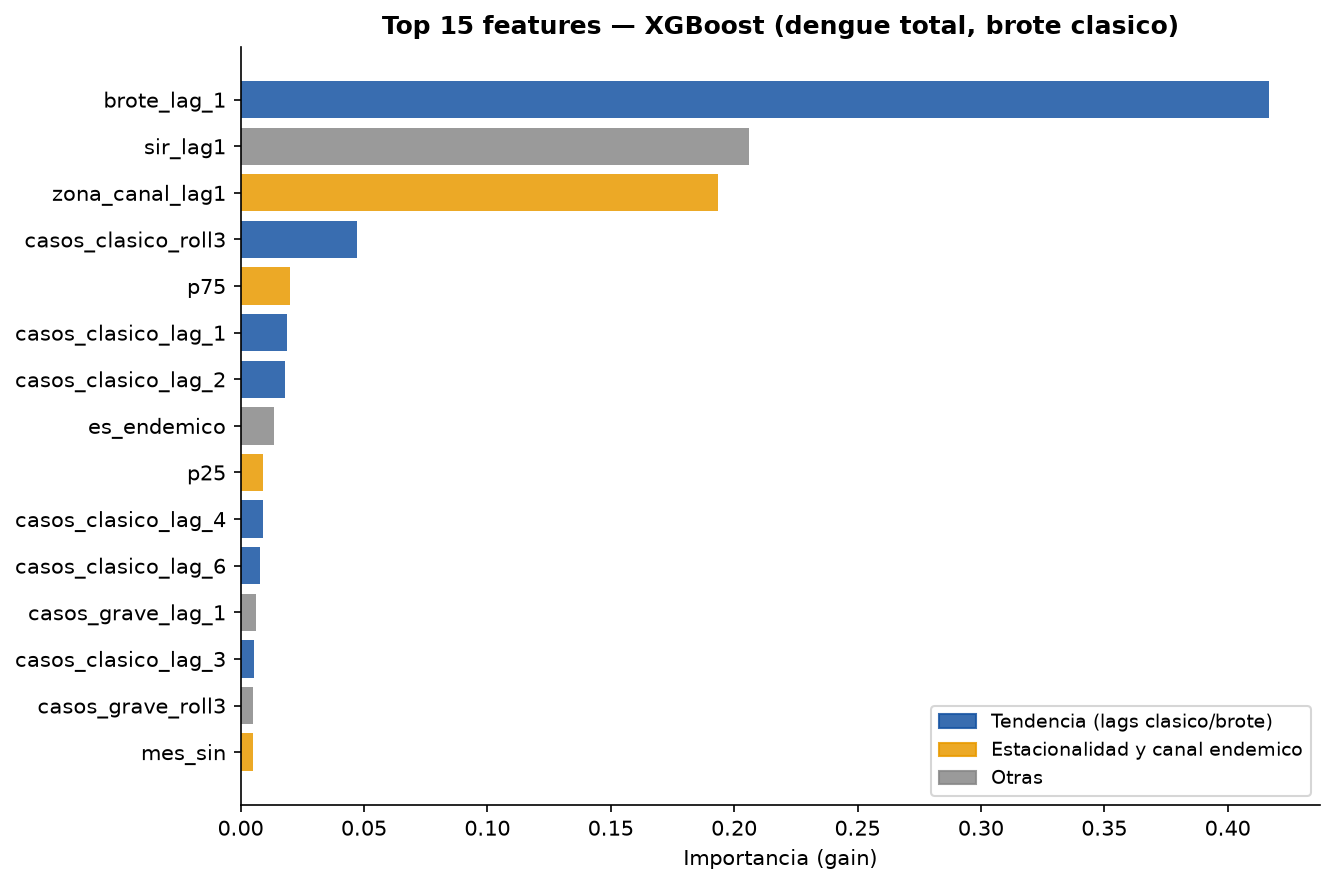 Top 15 features — XGBoost (dengue total, brote clasico)
brote_lag_1
sir_lag1
zona_canal_lag1
casos_clasico_roll3
p75
casos_clasico_lag_1
casos_clasico_lag_2
es_endemico
p25
casos_clasico_lag_4
casos_clasico_lag_6
casos_grave_lag_1
casos_clasico_lag_3
casos_grave_roll3
mes_sin
Tendencia (lags clasico/brote)
Estacionalidad y canal endemico
Otras
0.00 0.05 0.10 0.15 0.20 0.25 0.30 0.35 0.40
Importancia (gain)